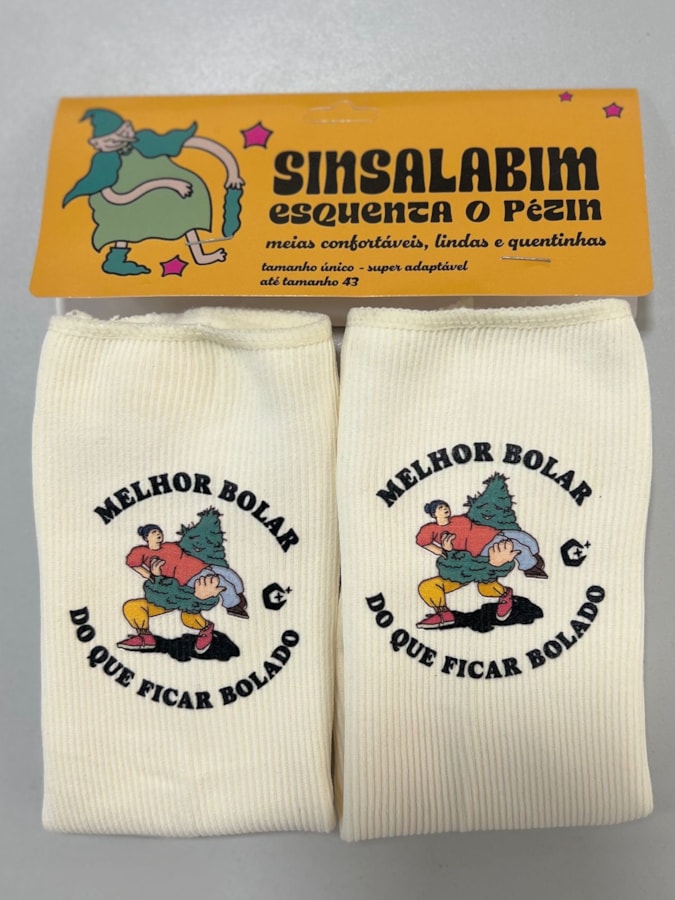 SINSALABIM
ESQUENTA O PÉZIN
meias confortáveis, lindas e quentinhas
tamanho único - super adaptável
até tamanho 43
MELHOR BOLAR
DO QUE FICAR BOLADO
MELHOR BOLAR
DO QUE FICAR BOLADO